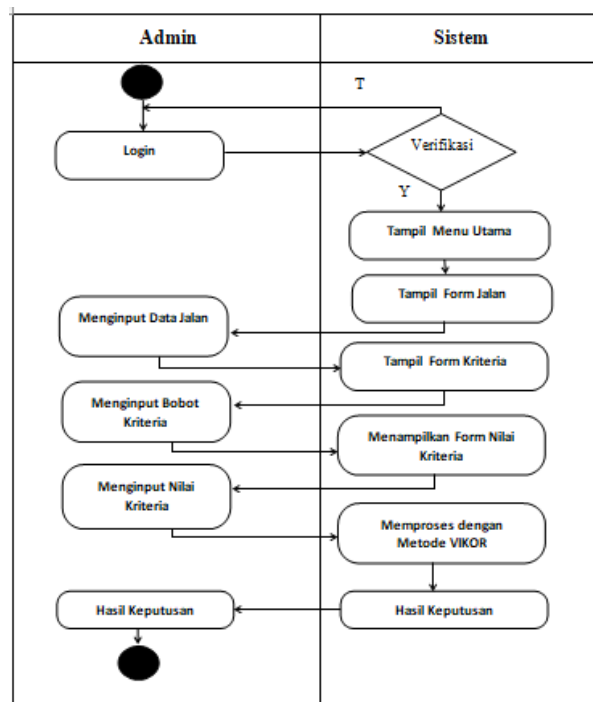 Admin
Sistem
T
Login
Verifikasi
Y
Tampil Menu Utama
Tampil Form Jalan
Menginput Data Jalan
Tampil Form Kriteria
Menginput Bobot
Kriteria
Menampilkan Form Nilai
Kriteria
Menginput Nilai
Kriteria
Memproses dengan
Metode VIKOR
Hasil Keputusan
Hasil Keputusan